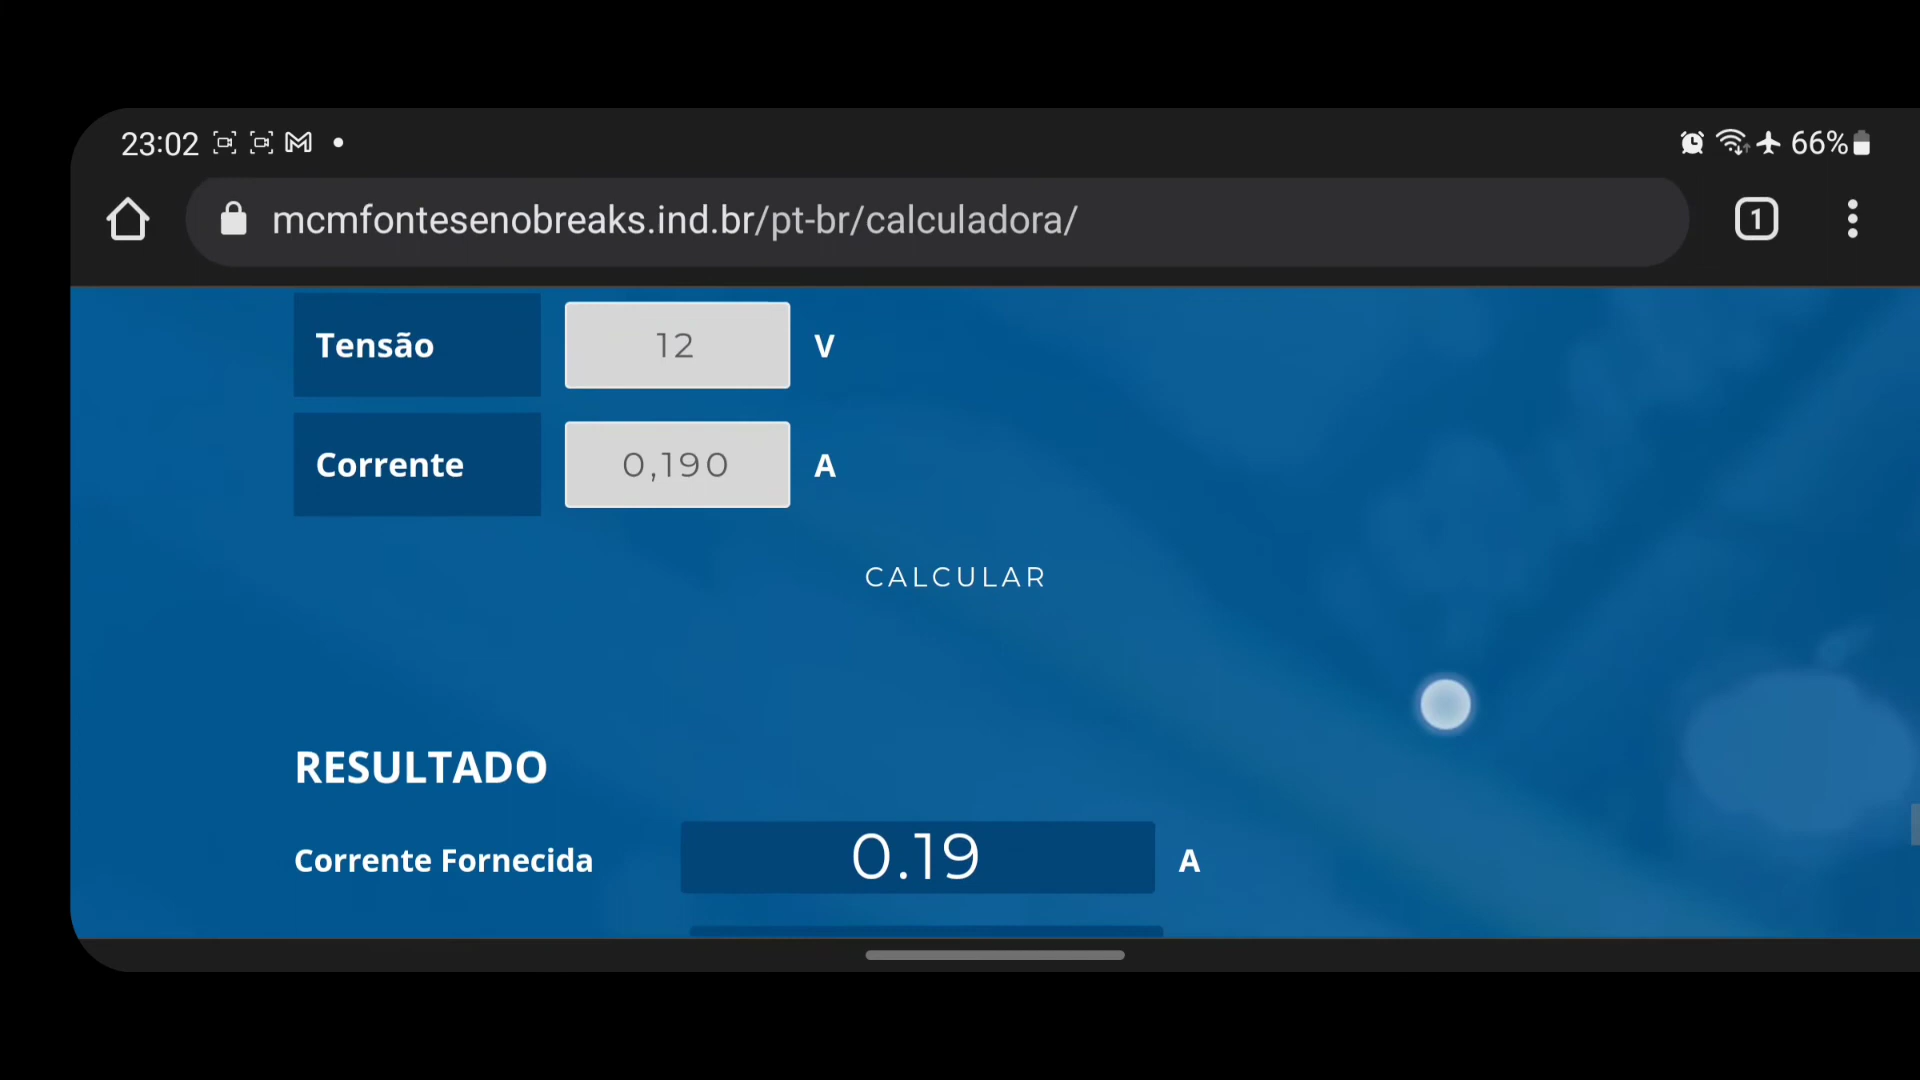 23:02
66%
mcmfontesenobreaks.ind.br/pt-br/calculadora/
1
Tensão 12 V
Corrente 0,190 A
CALCULAR
RESULTADO
Corrente Fornecida 0.19 A